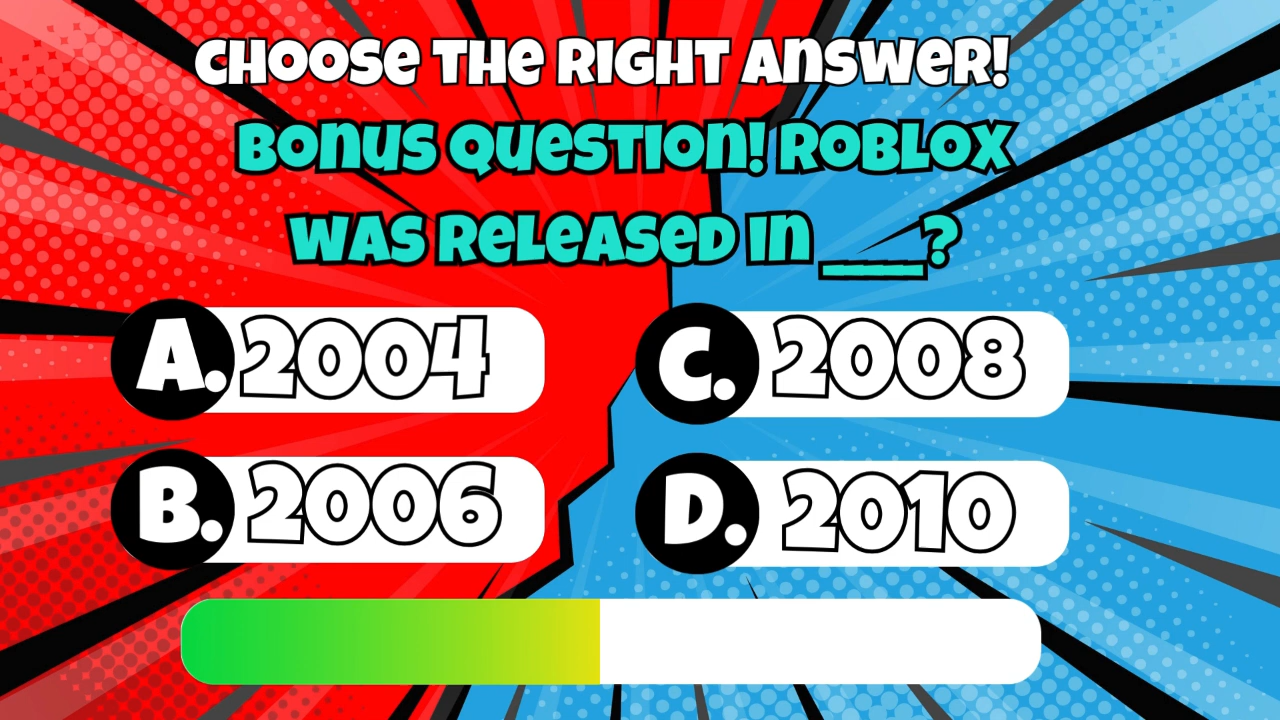 CHOOSE THE RIGHT ANSWER!
BONUS QUESTION! ROBLOX
WAS RELEASED IN ___?
A. 2004
B. 2006
C. 2008
D. 2010